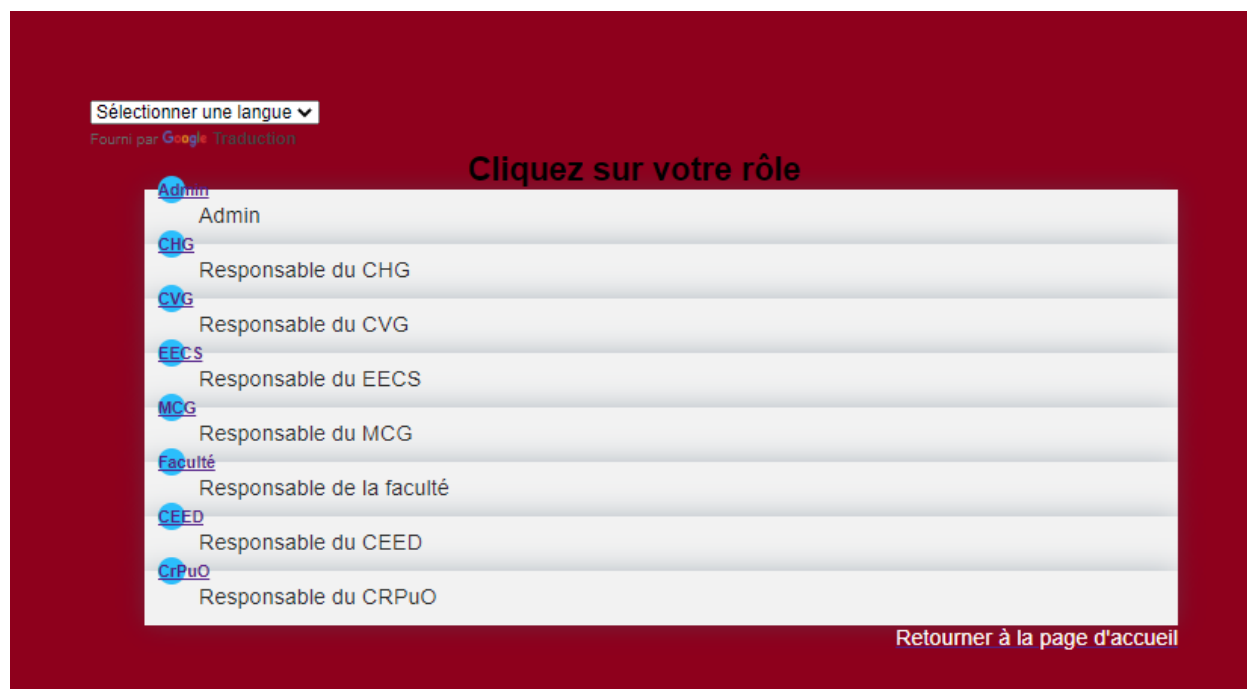 Sélectionner une langue
Fourni par Google Traduction
Cliquez sur votre rôle
Admin
Admin
CHG
Responsable du CHG
CVG
Responsable du CVG
EECS
Responsable du EECS
MCG
Responsable du MCG
Faculté
Responsable de la faculté
CEED
Responsable du CEED
CrPuO
Responsable du CRPuO
Retourner à la page d'accueil